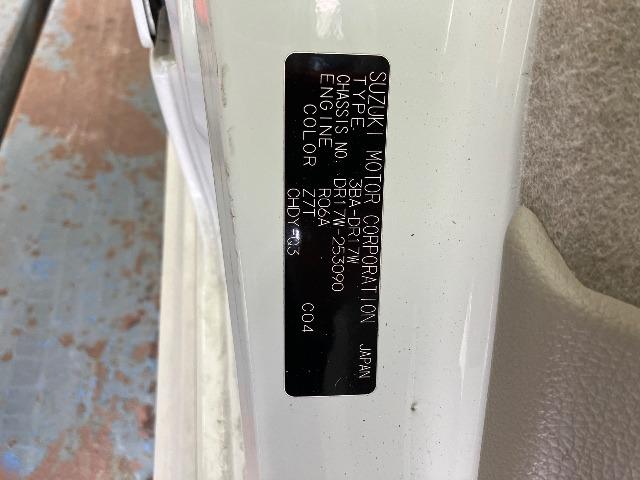 SUZUKI MOTOR CORPORATION JAPAN
TYPE 3BA-DR17W
CHASSIS NO. DR17W-253090
ENGINE R06A
COLOR Z7T C04
CHDY-Q3